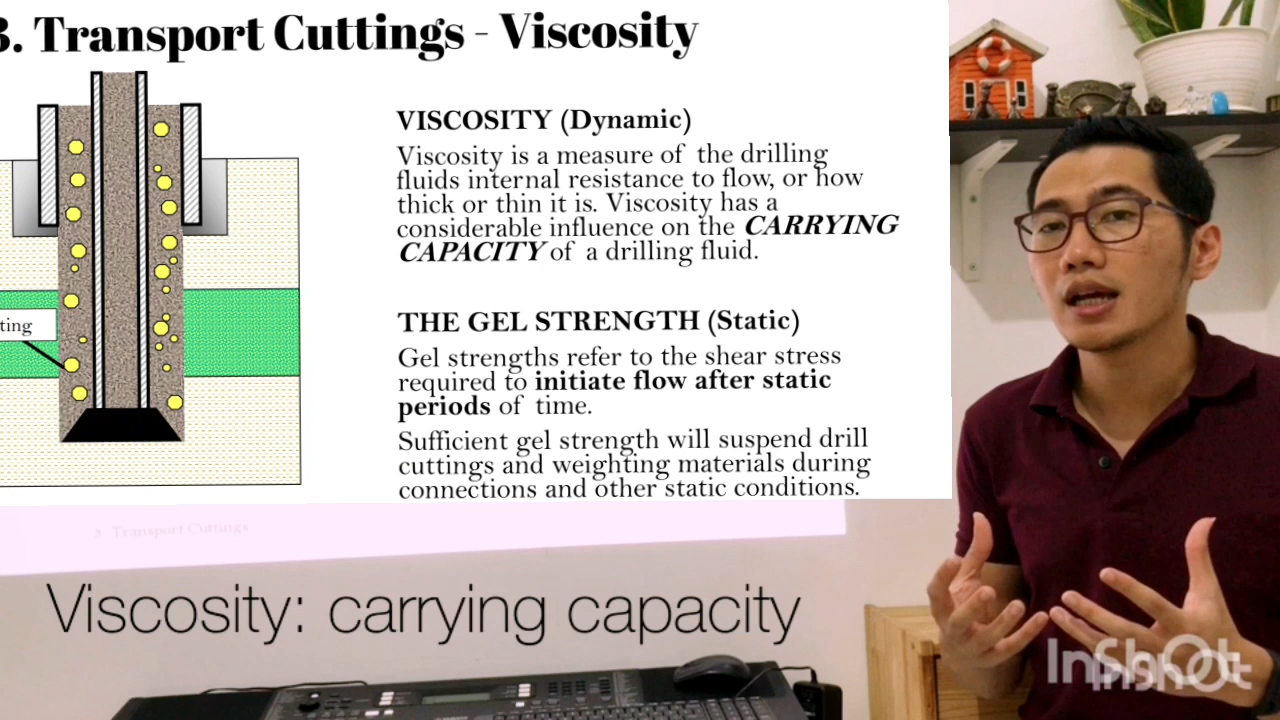 3. Transport Cuttings - Viscosity
VISCOSITY (Dynamic)
Viscosity is a measure of the drilling
fluids internal resistance to flow, or how
thick or thin it is. Viscosity has a
considerable influence on the CARRYING
CAPACITY of a drilling fluid.
ting
THE GEL STRENGTH (Static)
Gel strengths refer to the shear stress
required to initiate flow after static
periods of time.
Sufficient gel strength will suspend drill
cuttings and weighting materials during
connections and other static conditions.
3 Transport Cuttings
Viscosity: carrying capacity
InShOt